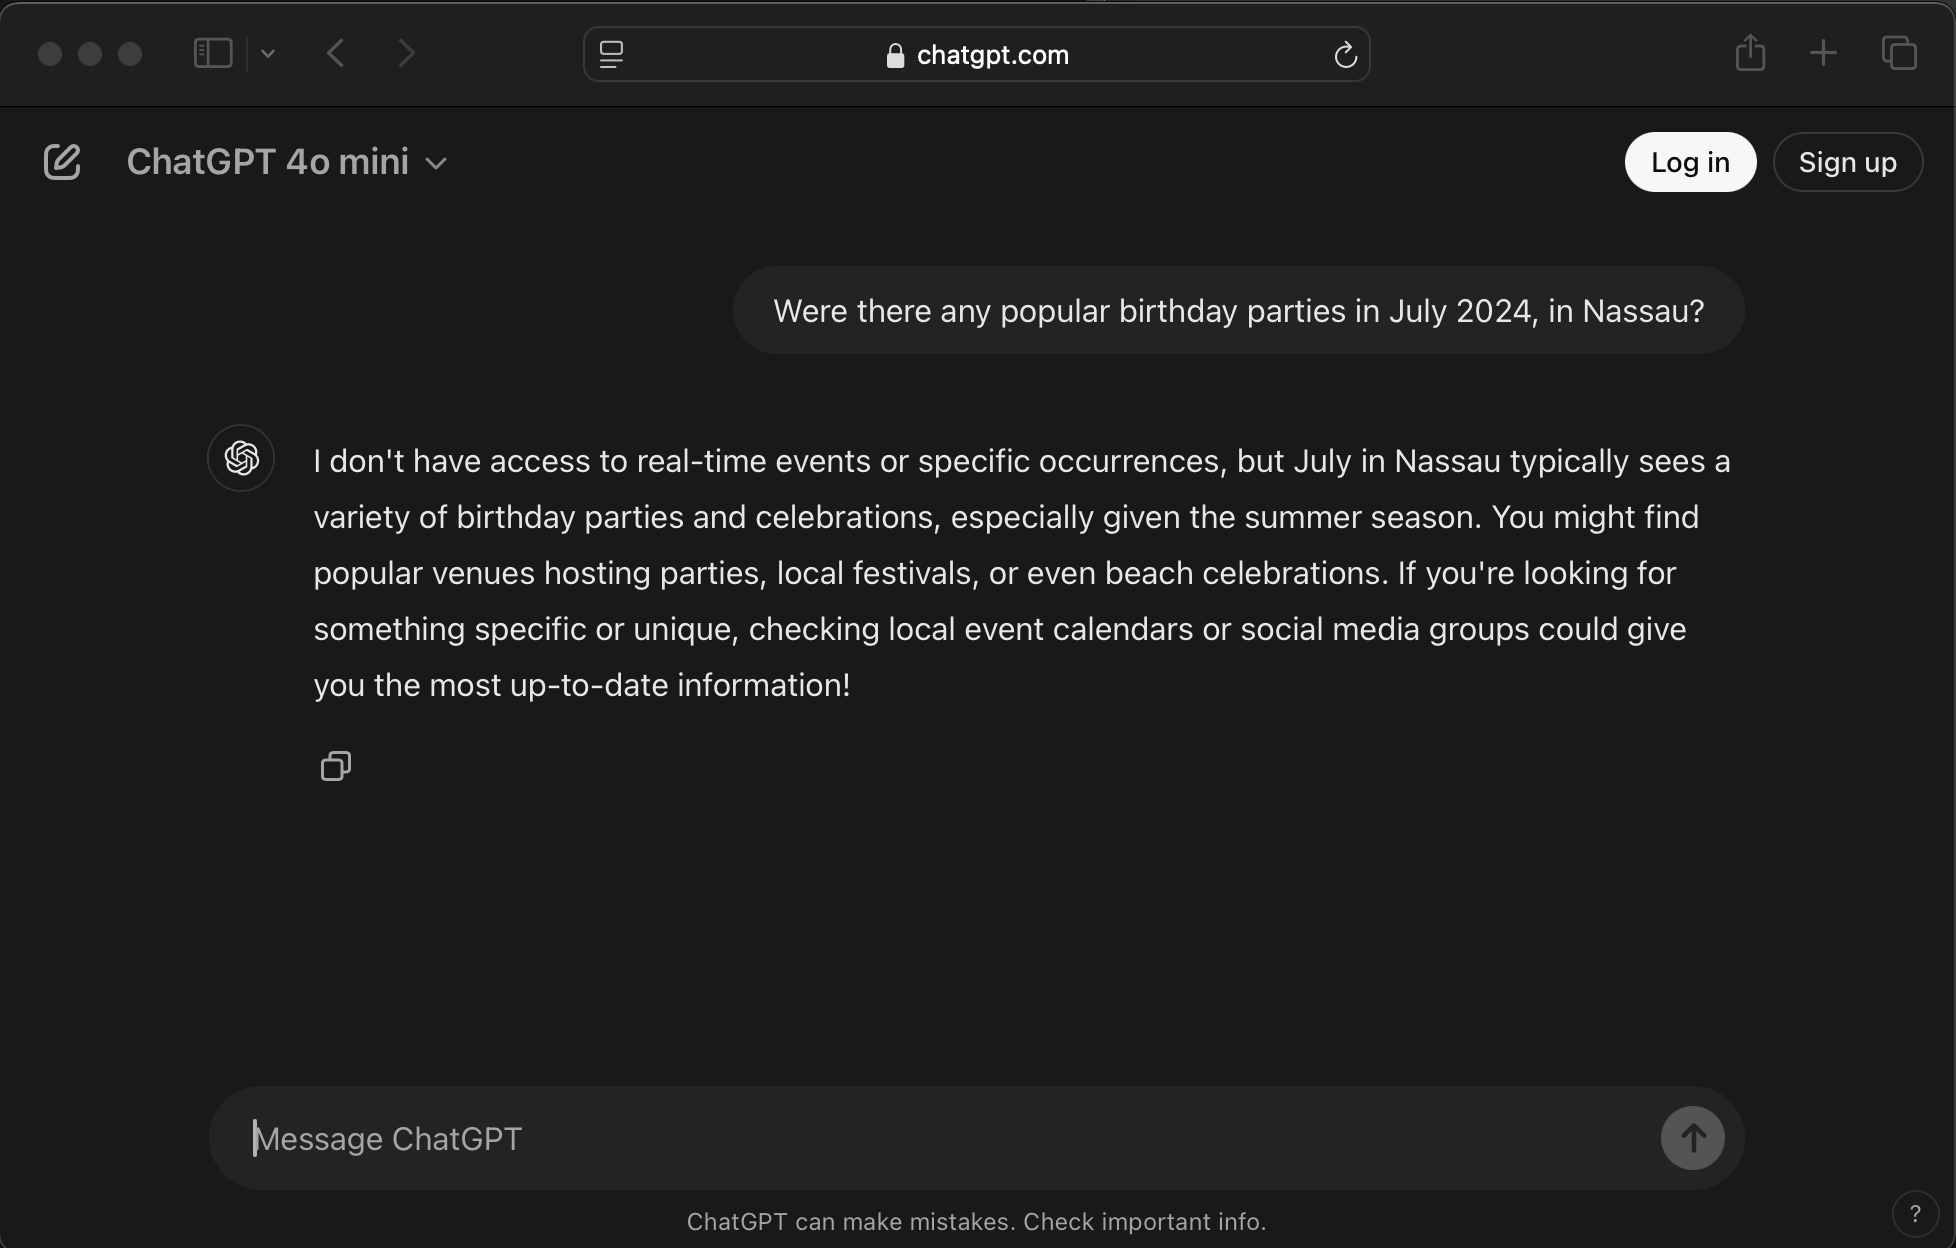 chatgpt.com
ChatGPT 4o mini
Log in
Sign up
Were there any popular birthday parties in July 2024, in Nassau?
I don't have access to real-time events or specific occurrences, but July in Nassau typically sees a
variety of birthday parties and celebrations, especially given the summer season. You might find
popular venues hosting parties, local festivals, or even beach celebrations. If you're looking for
something specific or unique, checking local event calendars or social media groups could give
you the most up-to-date information!
Message ChatGPT
ChatGPT can make mistakes. Check important info.
?